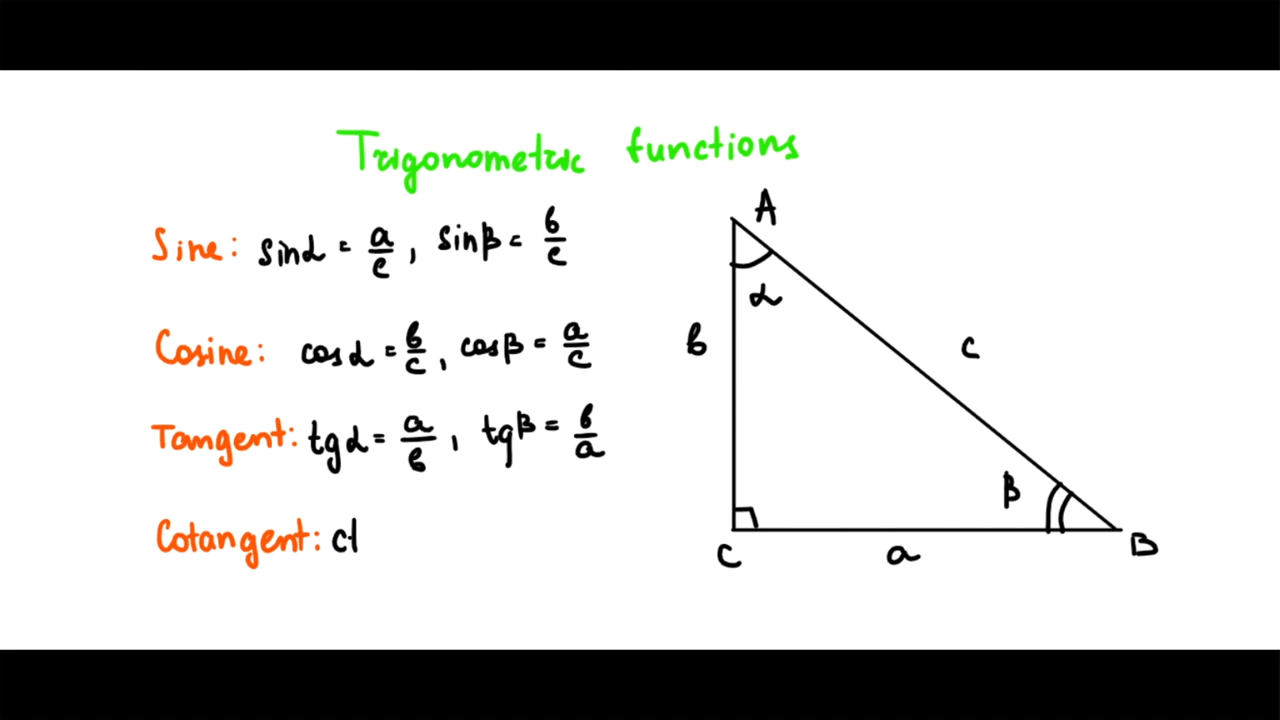 Trigonometric functions
Sine: sinα = a/c, sinβ = b/c
Cosine: cosα = b/c, cosβ = a/c
Tangent: tgα = a/b, tgβ = b/a
Cotangent: ct
A
α
b
c
β
C
a
B